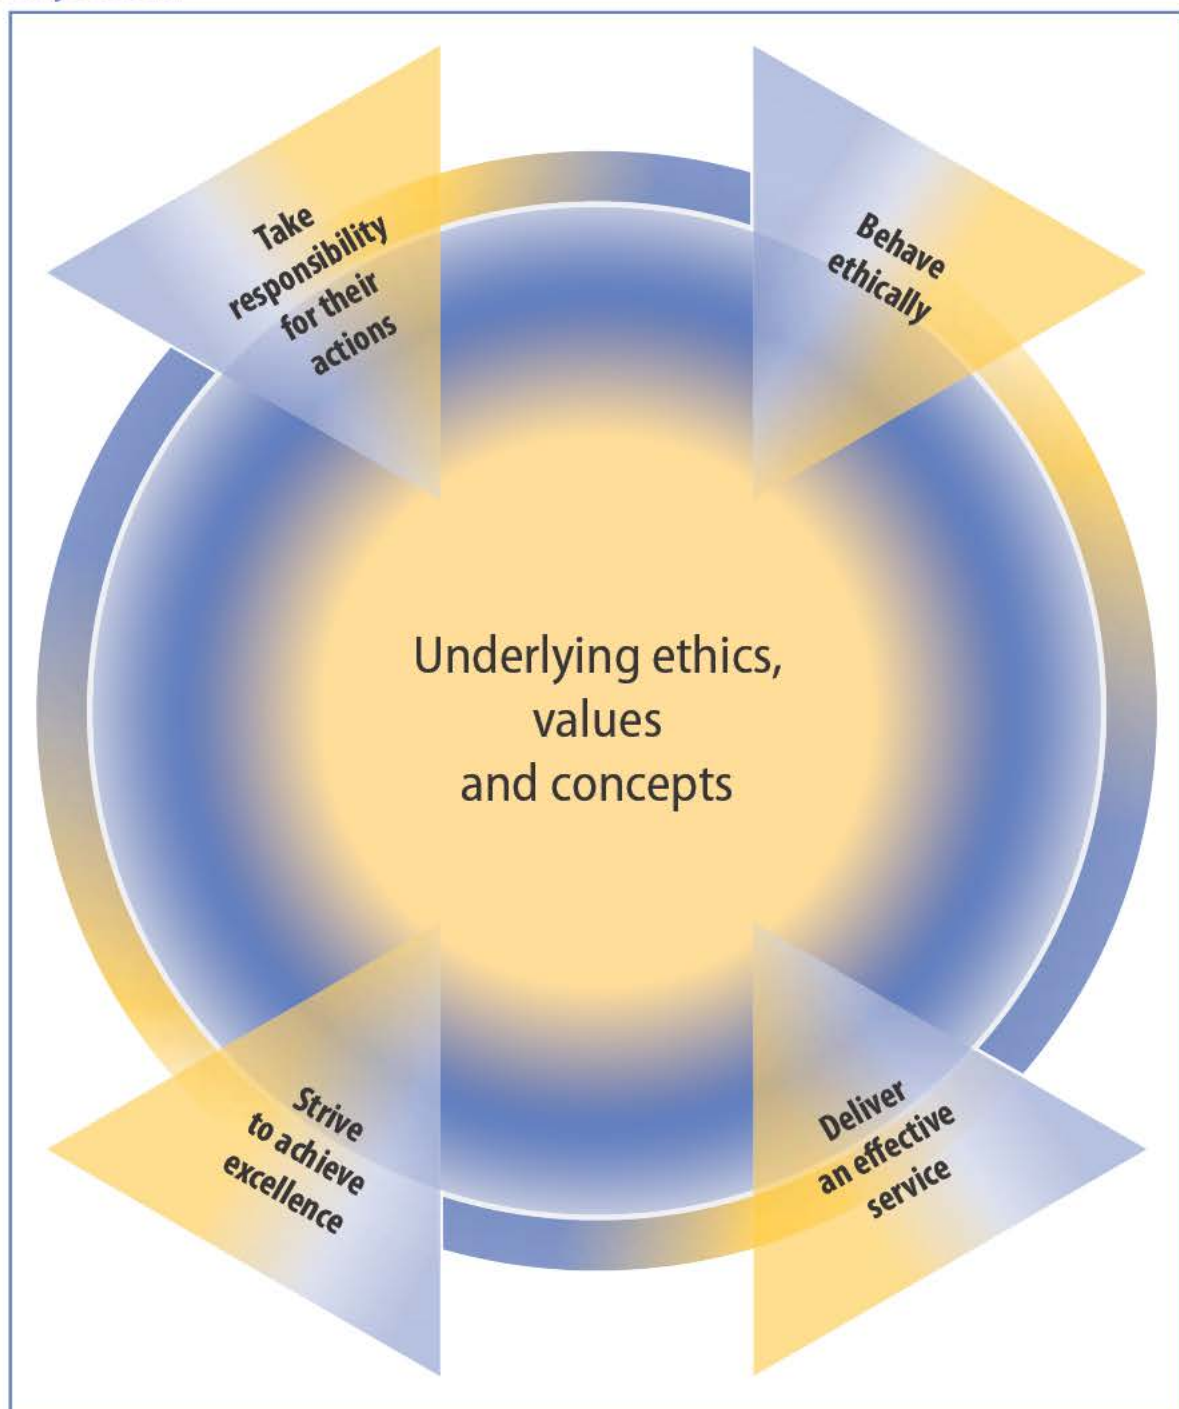 Take
responsibility
for their
actions
Behave
ethically
Underlying ethics,
values
and concepts
Strive
to achieve
excellence
Deliver
an effective
service